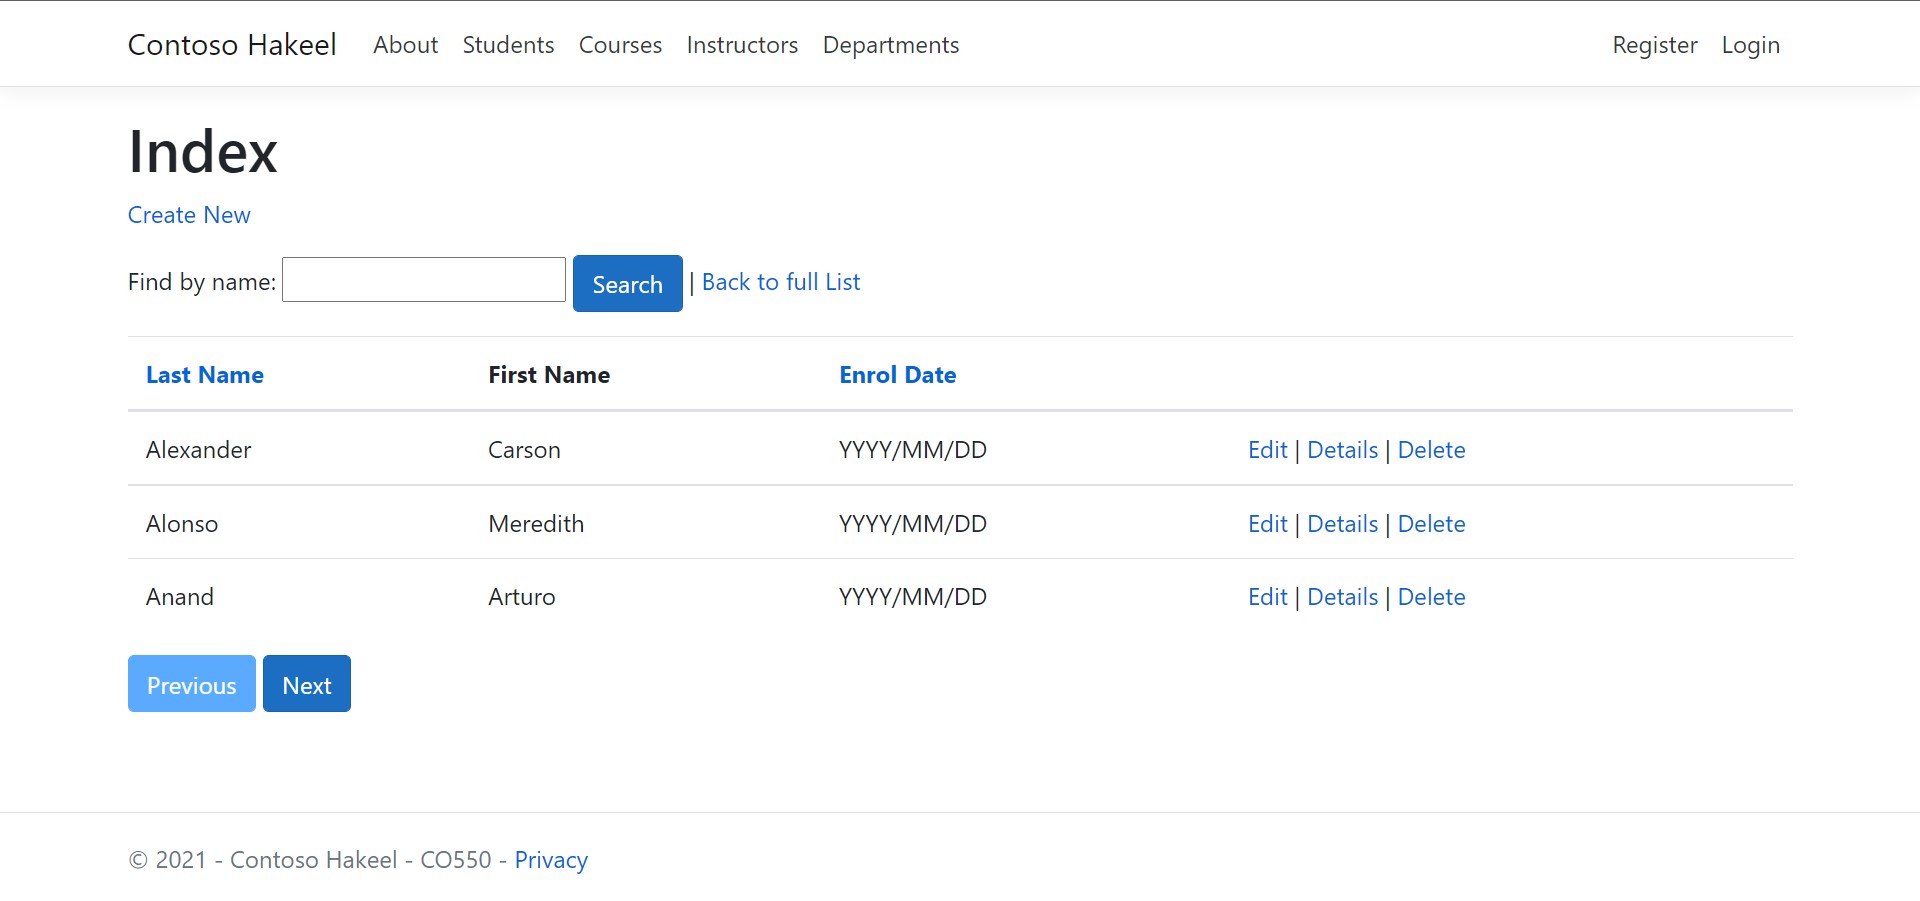 Contoso Hakeel About Students Courses Instructors Departments Register Login
Index
Create New
Find by name: Search | Back to full List
Last Name First Name Enrol Date
Alexander Carson YYYY/MM/DD Edit | Details | Delete
Alonso Meredith YYYY/MM/DD Edit | Details | Delete
Anand Arturo YYYY/MM/DD Edit | Details | Delete
Previous Next
© 2021 - Contoso Hakeel - CO550 - Privacy